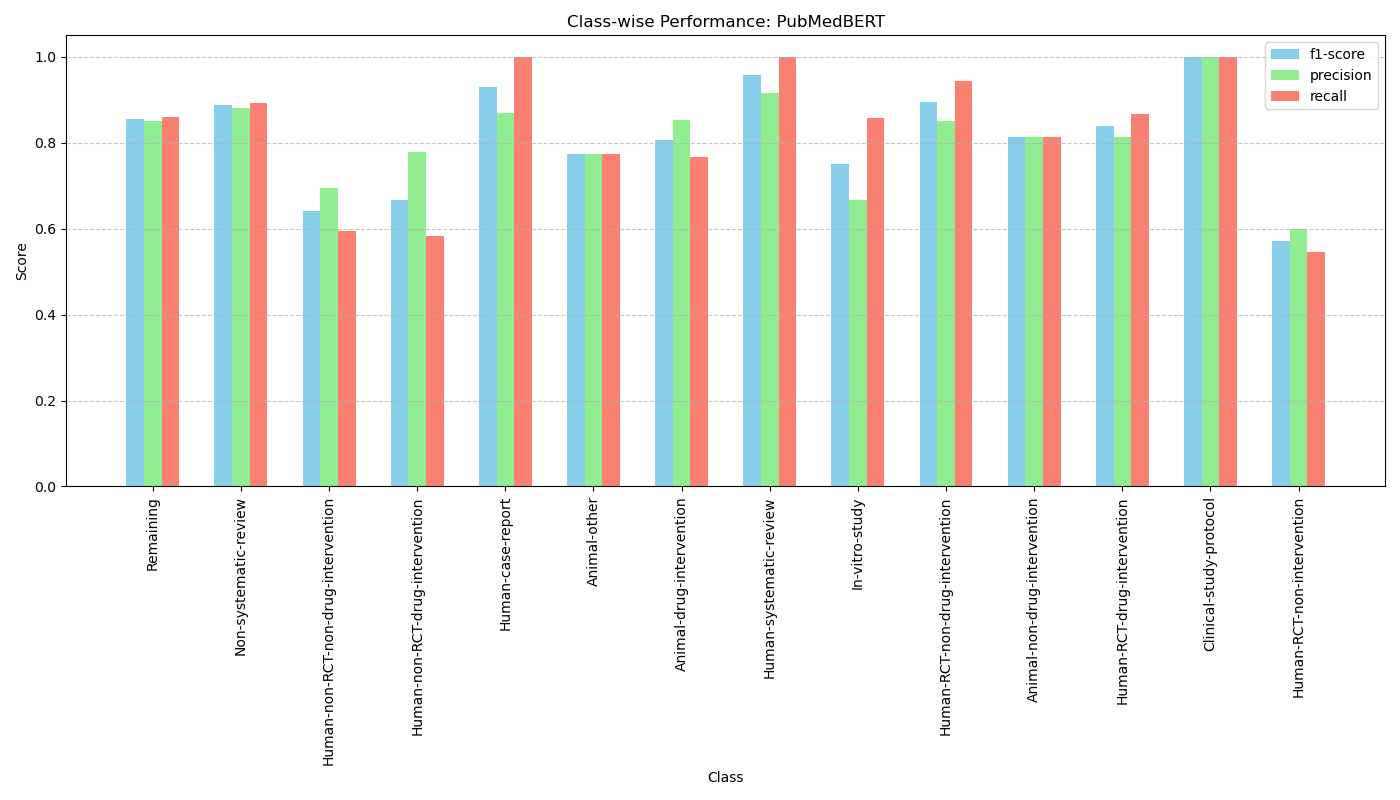 Class-wise Performance: PubMedBERT
f1-score
precision
recall
1.0
0.8
0.6
0.4
0.2
0.0
Score
Remaining
Non-systematic-review
Human-non-RCT-non-drug-intervention
Human-non-RCT-drug-intervention
Human-case-report
Animal-other
Animal-drug-intervention
Human-systematic-review
In-vitro-study
Human-RCT-non-drug-intervention
Animal-non-drug-intervention
Human-RCT-drug-intervention
Clinical-study-protocol
Human-RCT-non-intervention
Class